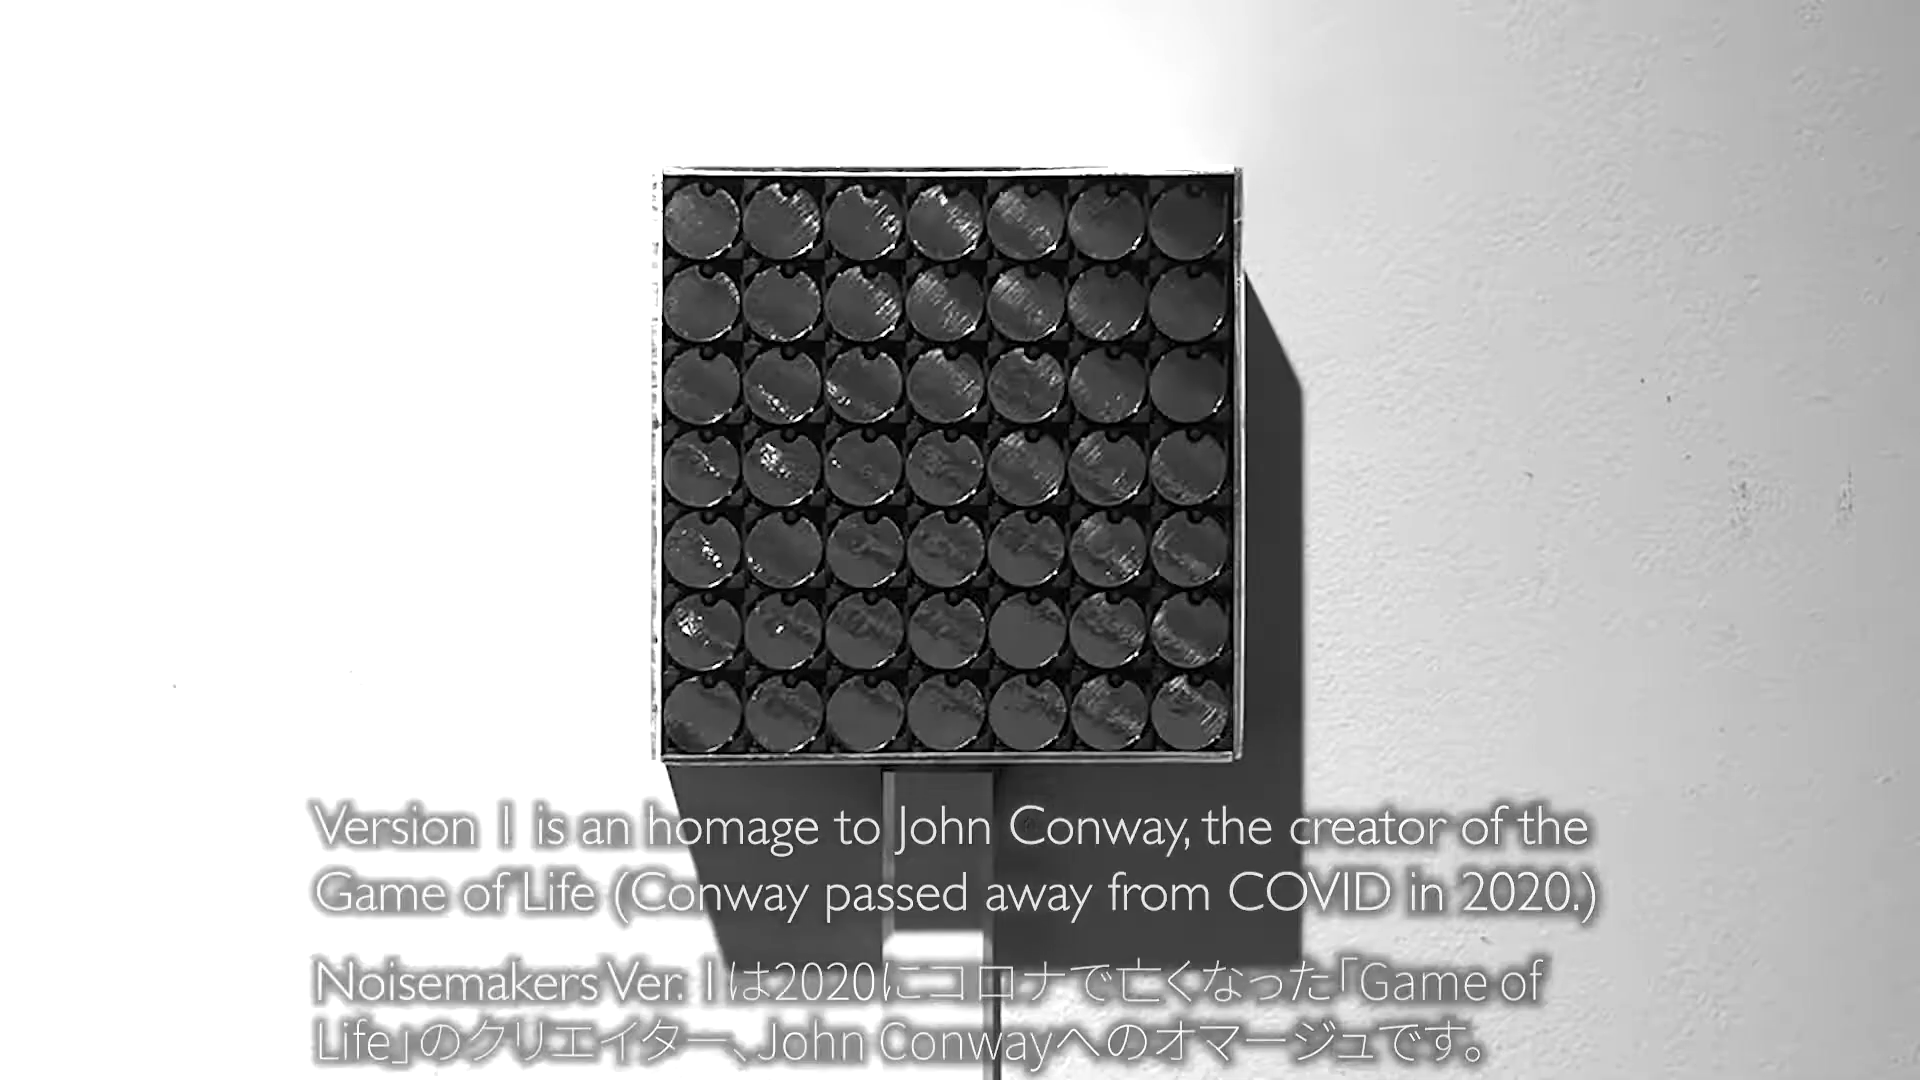 Version 1 is an homage to John Conway, the creator of the
Game of Life (Conway passed away from COVID in 2020.)
Noisemakers Ver. 1は2020にコロナで亡くなった「Game of
Life」のクリエイター、John Conwayへのオマージュです。